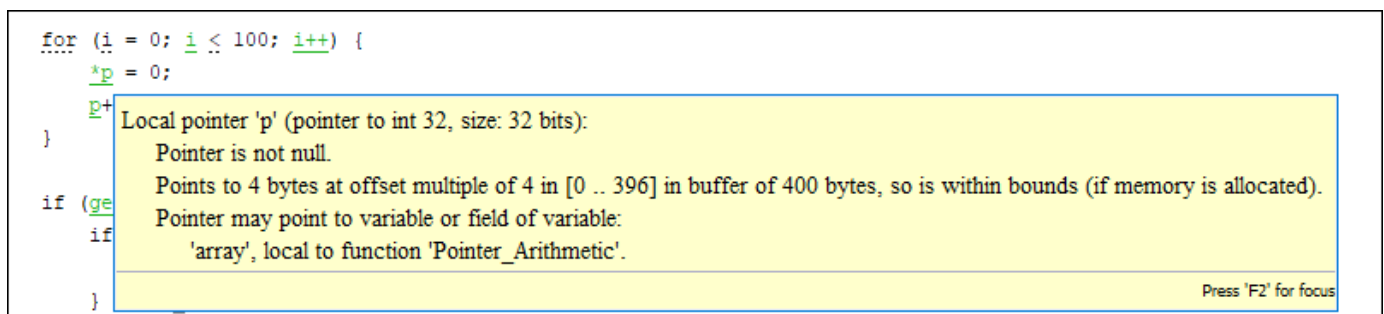 for (i = 0; i < 100; i++) {
*p = 0;
p+
Local pointer 'p' (pointer to int 32, size: 32 bits):
}
Pointer is not null.
Points to 4 bytes at offset multiple of 4 in [0 .. 396] in buffer of 400 bytes, so is within bounds (if memory is allocated).
if (ge
Pointer may point to variable or field of variable:
if
'array', local to function 'Pointer_Arithmetic'.
Press 'F2' for focus
}